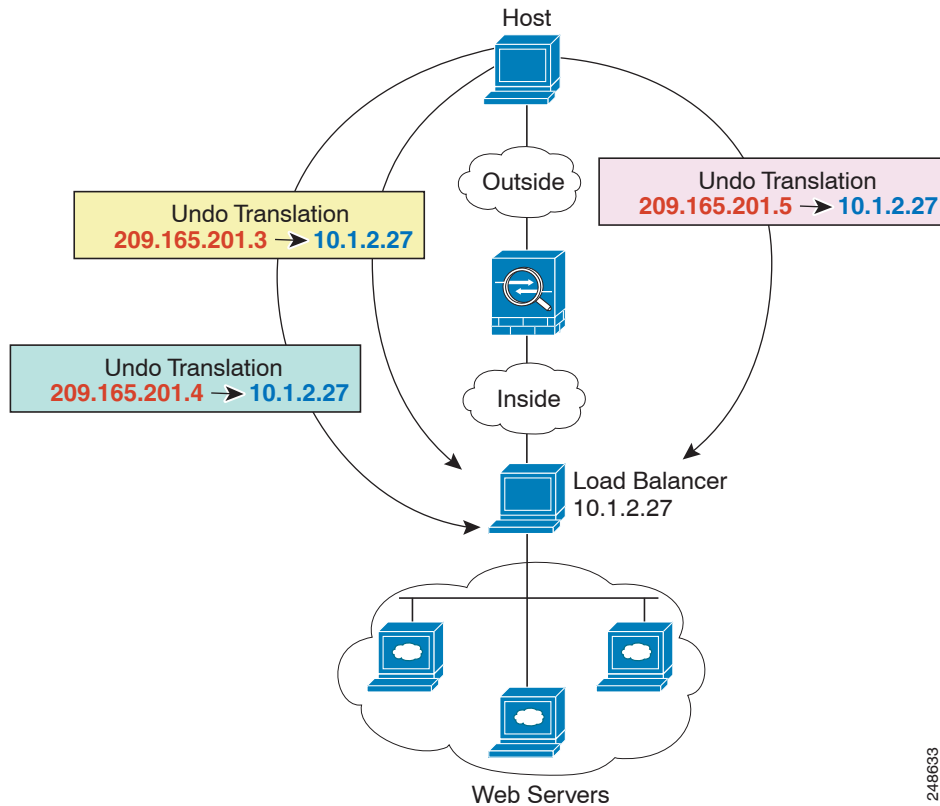 Host
Outside
Undo Translation
209.165.201.3 → 10.1.2.27
Undo Translation
209.165.201.5 → 10.1.2.27
Undo Translation
209.165.201.4 → 10.1.2.27
Inside
Load Balancer
10.1.2.27
Web Servers
248633